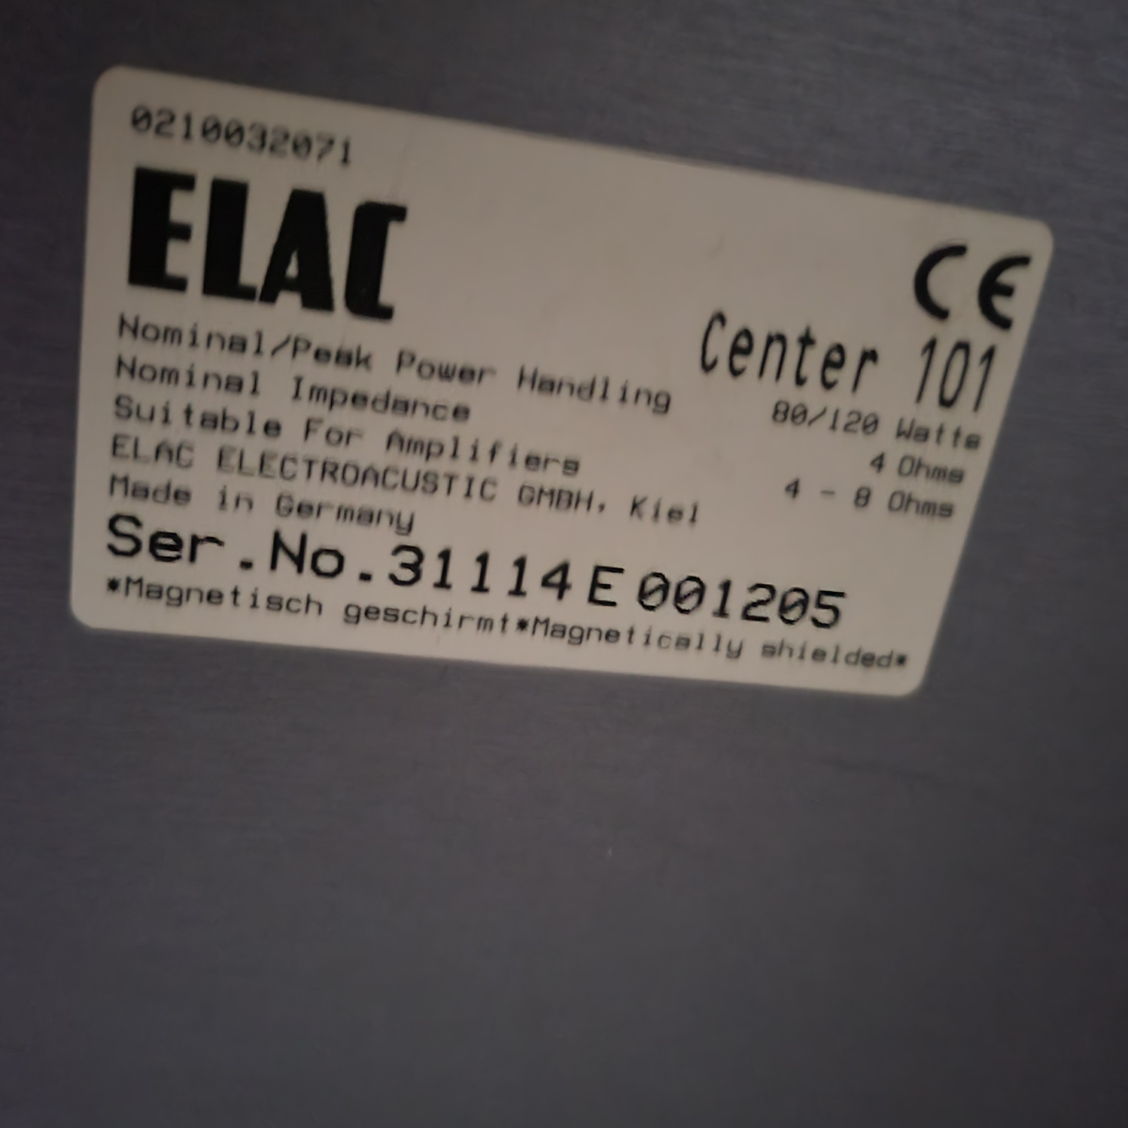 0210032071
ELAC
CE
Center 101
Nominal/Peak Power Handling 80/120 Watts
Nominal Impedance 4 Ohms
Suitable For Amplifiers 4 - 8 Ohms
ELAC ELECTROACUSTIC GMBH, Kiel
Made in Germany
Ser.No.31114E001205
*Magnetisch geschirmt*Magnetically shielded*